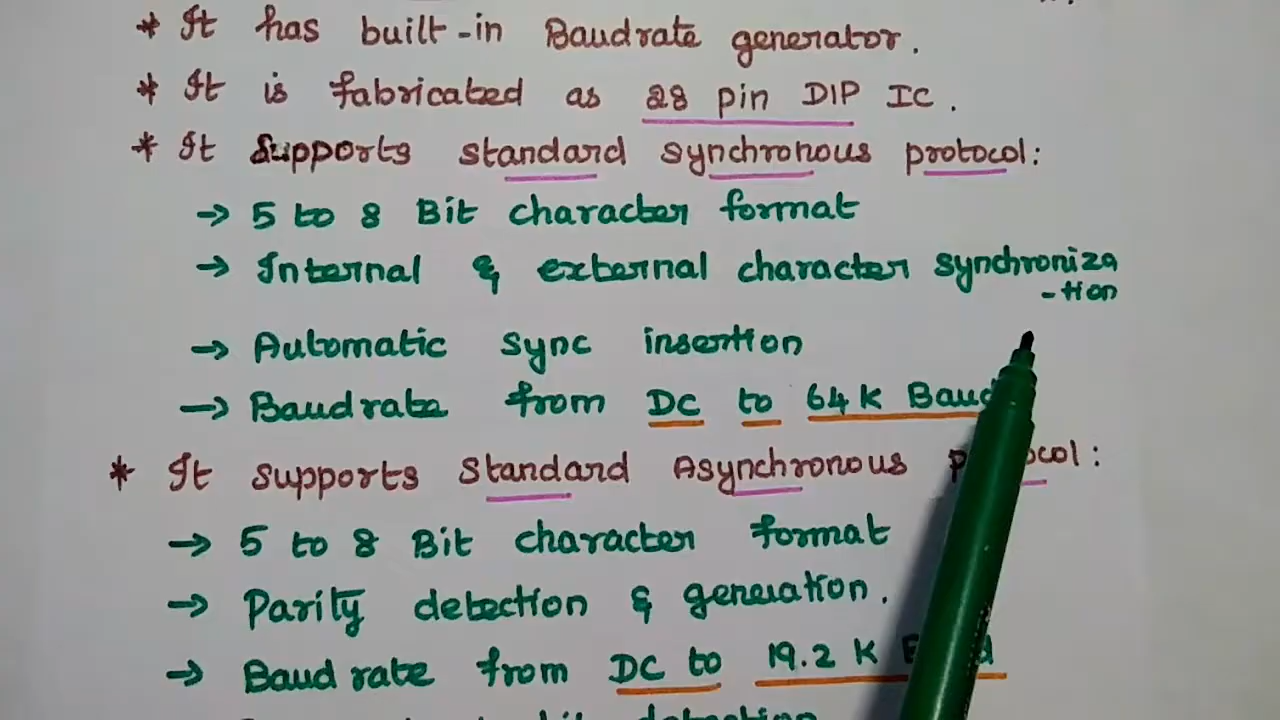 * It has built-in Baudrate generator.
* It is fabricated as 28 pin DIP IC.
* It Supports standard synchronous protocol:
→ 5 to 8 Bit character format
→ Internal & external character synchroniza
-tion
→ Automatic sync insertion
→ Baudrate from DC to 64 K Baud
* It supports Standard Asynchronous
→ 5 to 8 Bit character format
→ Parity detection & generation.
→ Baudrate from DC to 19.2 K
detection